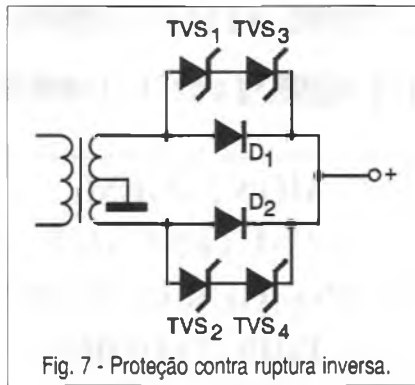 TVS1 TVS3
D1
D2
+
TVS2 TVS4
Fig. 7 - Proteção contra ruptura inversa.